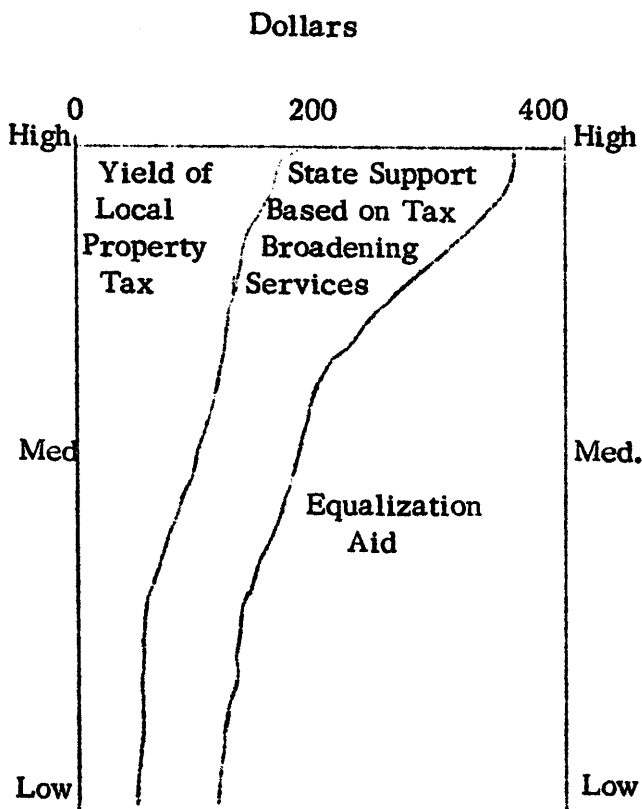 Dollars
0 200 400
High High
Yield of
Local
Property
Tax
State Support
Based on Tax
Broadening
Services
Med Med.
Equalization
Aid
Low Low